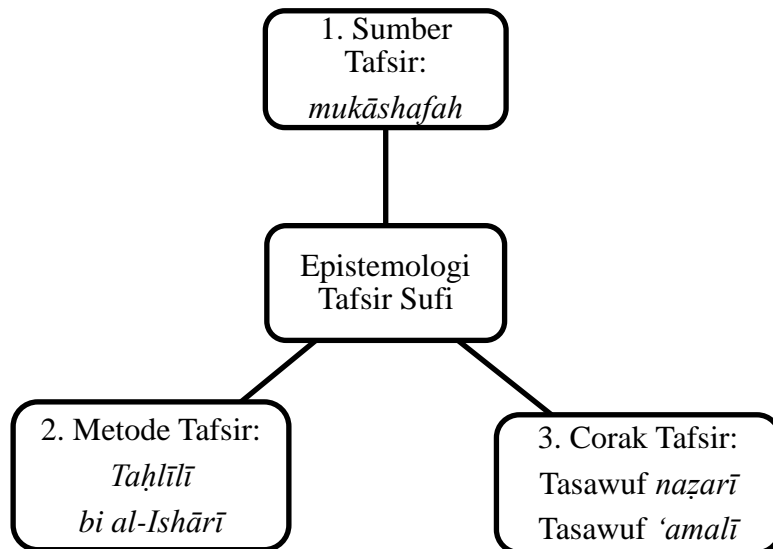 1. Sumber
Tafsir:
mukāshafah
Epistemologi
Tafsir Sufi
2. Metode Tafsir:
Taḥlīlī
bi al-Ishārī
3. Corak Tafsir:
Tasawuf naẓarī
Tasawuf ‘amalī